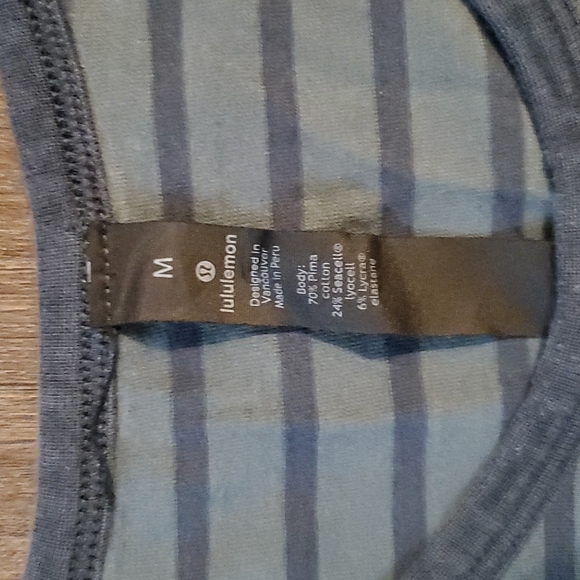 M
lululemon
Designed in
Vancouver
Made in Peru
Body:
70% Pima
cotton
24% Seacell®
lyocell
6% Lycra®
elastane